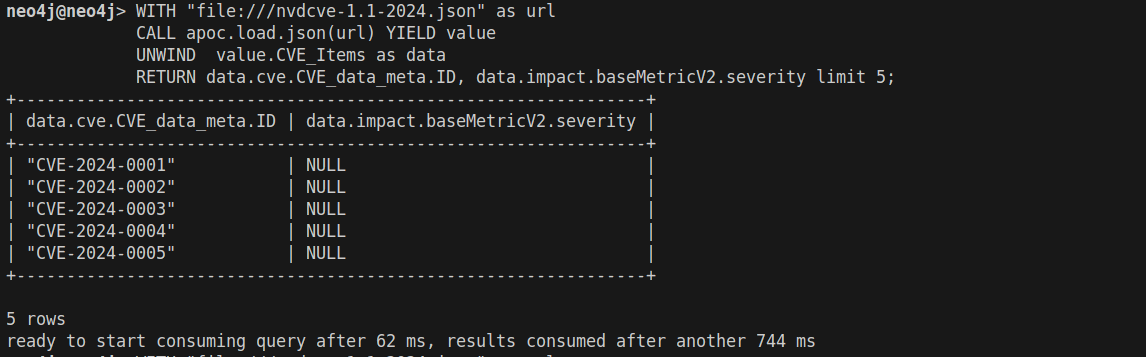 neo4j@neo4j> WITH "file:///nvdcve-1.1-2024.json" as url
             CALL apoc.load.json(url) YIELD value
             UNWIND  value.CVE_Items as data
             RETURN data.cve.CVE_data_meta.ID, data.impact.baseMetricV2.severity limit 5;
+---------------------------------------------------------------+
| data.cve.CVE_data_meta.ID | data.impact.baseMetricV2.severity |
+---------------------------------------------------------------+
| "CVE-2024-0001"           | NULL                              |
| "CVE-2024-0002"           | NULL                              |
| "CVE-2024-0003"           | NULL                              |
| "CVE-2024-0004"           | NULL                              |
| "CVE-2024-0005"           | NULL                              |
+---------------------------------------------------------------+

5 rows
ready to start consuming query after 62 ms, results consumed after another 744 ms